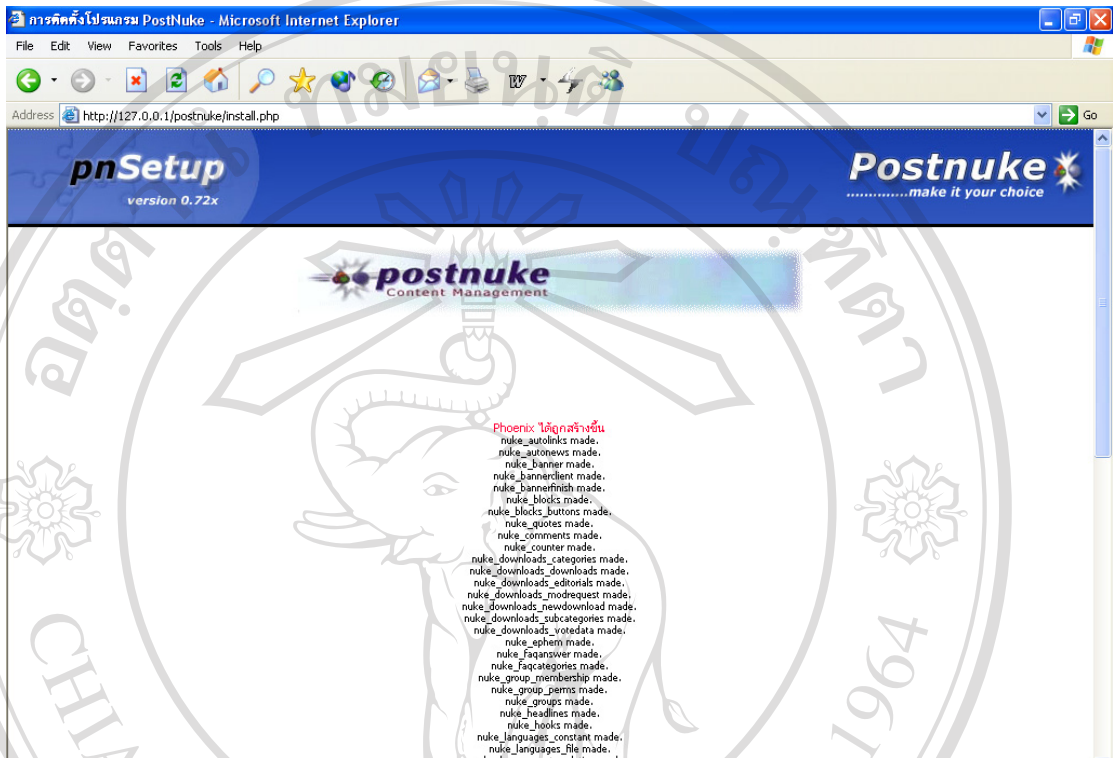 การติดตั้งโปรแกรม PostNuke - Microsoft Internet Explorer
File Edit View Favorites Tools Help
Address http://127.0.0.1/postnuke/install.php Go
pnSetup
version 0.72x
Postnuke
..............make it your choice
postnuke
Content Management
Phoenix ได้ถูกสร้างขึ้น
nuke_autolinks made.
nuke_autonews made.
nuke_banner made.
nuke_bannerclient made.
nuke_bannerfinish made.
nuke_blocks made.
nuke_blocks_buttons made.
nuke_quotes made.
nuke_comments made.
nuke_counter made.
nuke_downloads_categories made.
nuke_downloads_downloads made.
nuke_downloads_editorials made.
nuke_downloads_modrequest made.
nuke_downloads_newdownload made.
nuke_downloads_subcategories made.
nuke_downloads_votedata made.
nuke_ephem made.
nuke_faqanswer made.
nuke_faqcategories made.
nuke_group_membership made.
nuke_group_perms made.
nuke_groups made.
nuke_headlines made.
nuke_hooks made.
nuke_languages_constant made.
nuke_languages_file made.
CHIA
1964